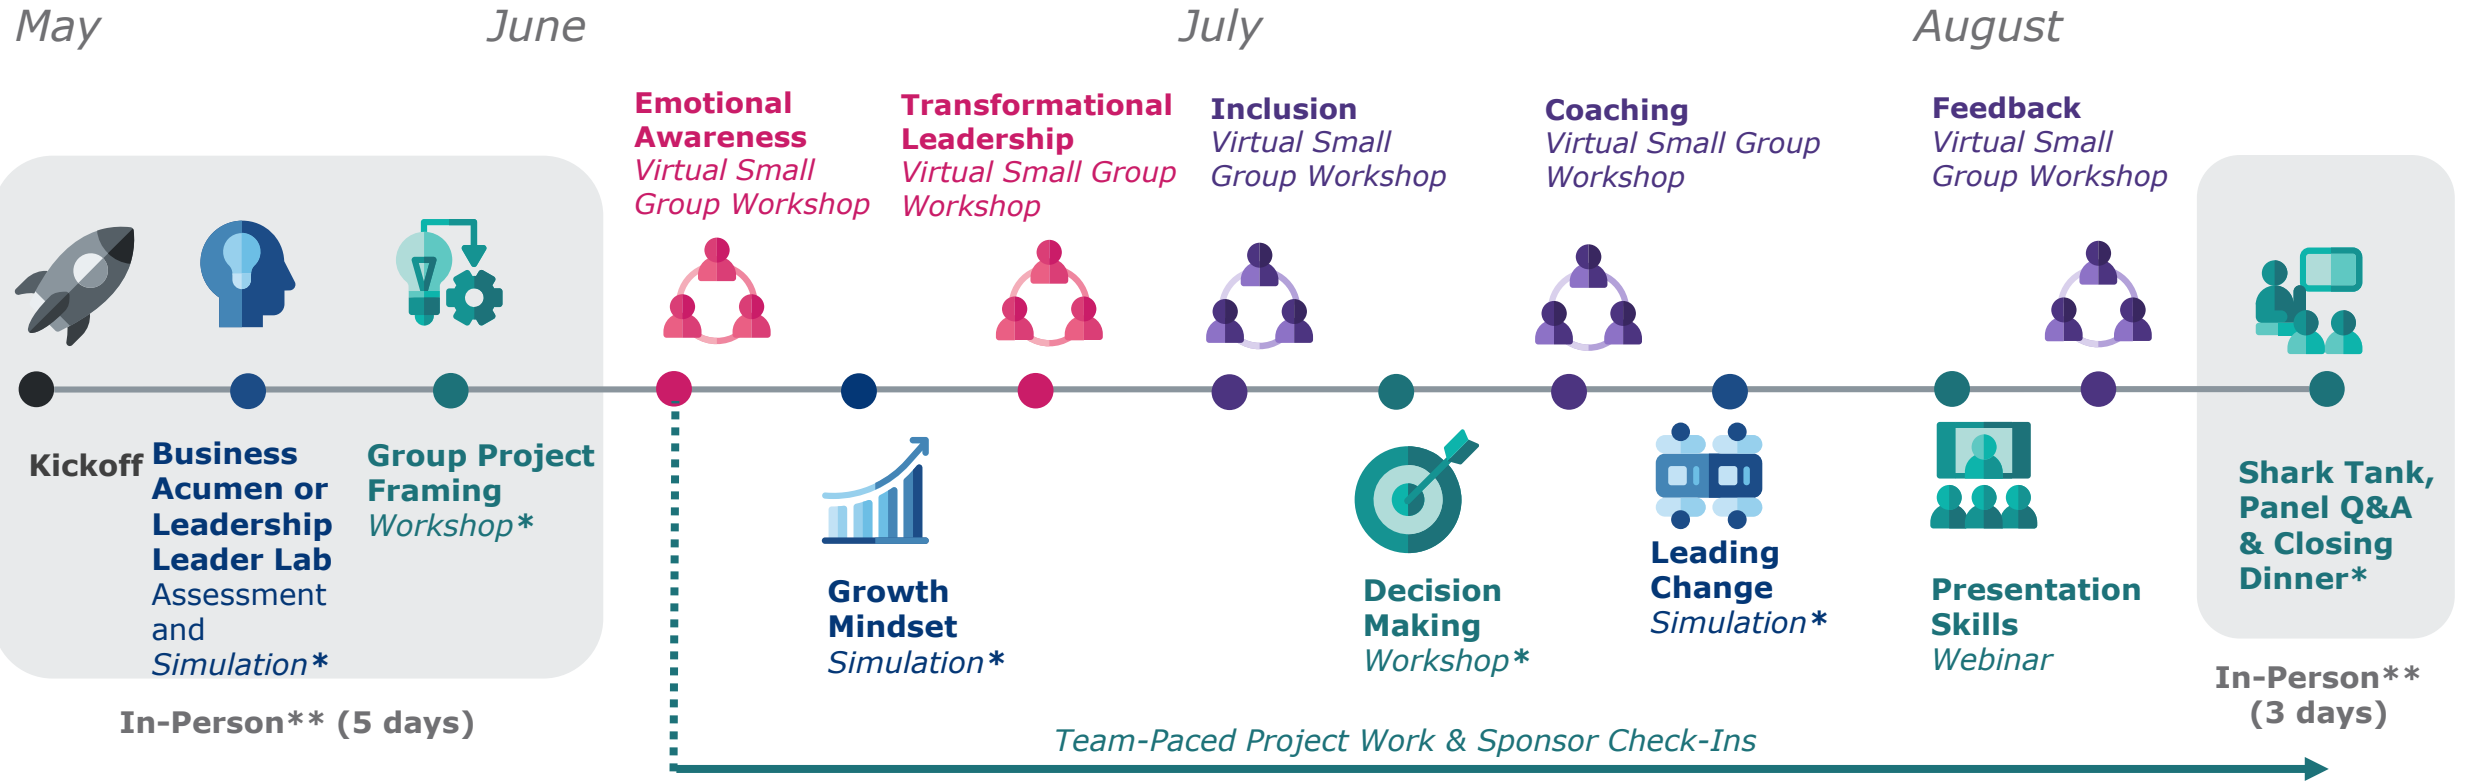 May
June
July
August
Emotional
Awareness
Virtual Small
Group Workshop
Transformational
Leadership
Virtual Small Group
Workshop
Inclusion
Virtual Small
Group Workshop
Coaching
Virtual Small Group
Workshop
Feedback
Virtual Small
Group Workshop
Kickoff
Business
Acumen or
Leadership
Leader Lab
Assessment
and
Simulation*
Group Project
Framing
Workshop*
Growth
Mindset
Simulation*
Decision
Making
Workshop*
Leading
Change
Simulation*
Presentation
Skills
Webinar
Shark Tank,
Panel Q&A
& Closing
Dinner*
In-Person** (5 days)
In-Person**
(3 days)
Team-Paced Project Work & Sponsor Check-Ins